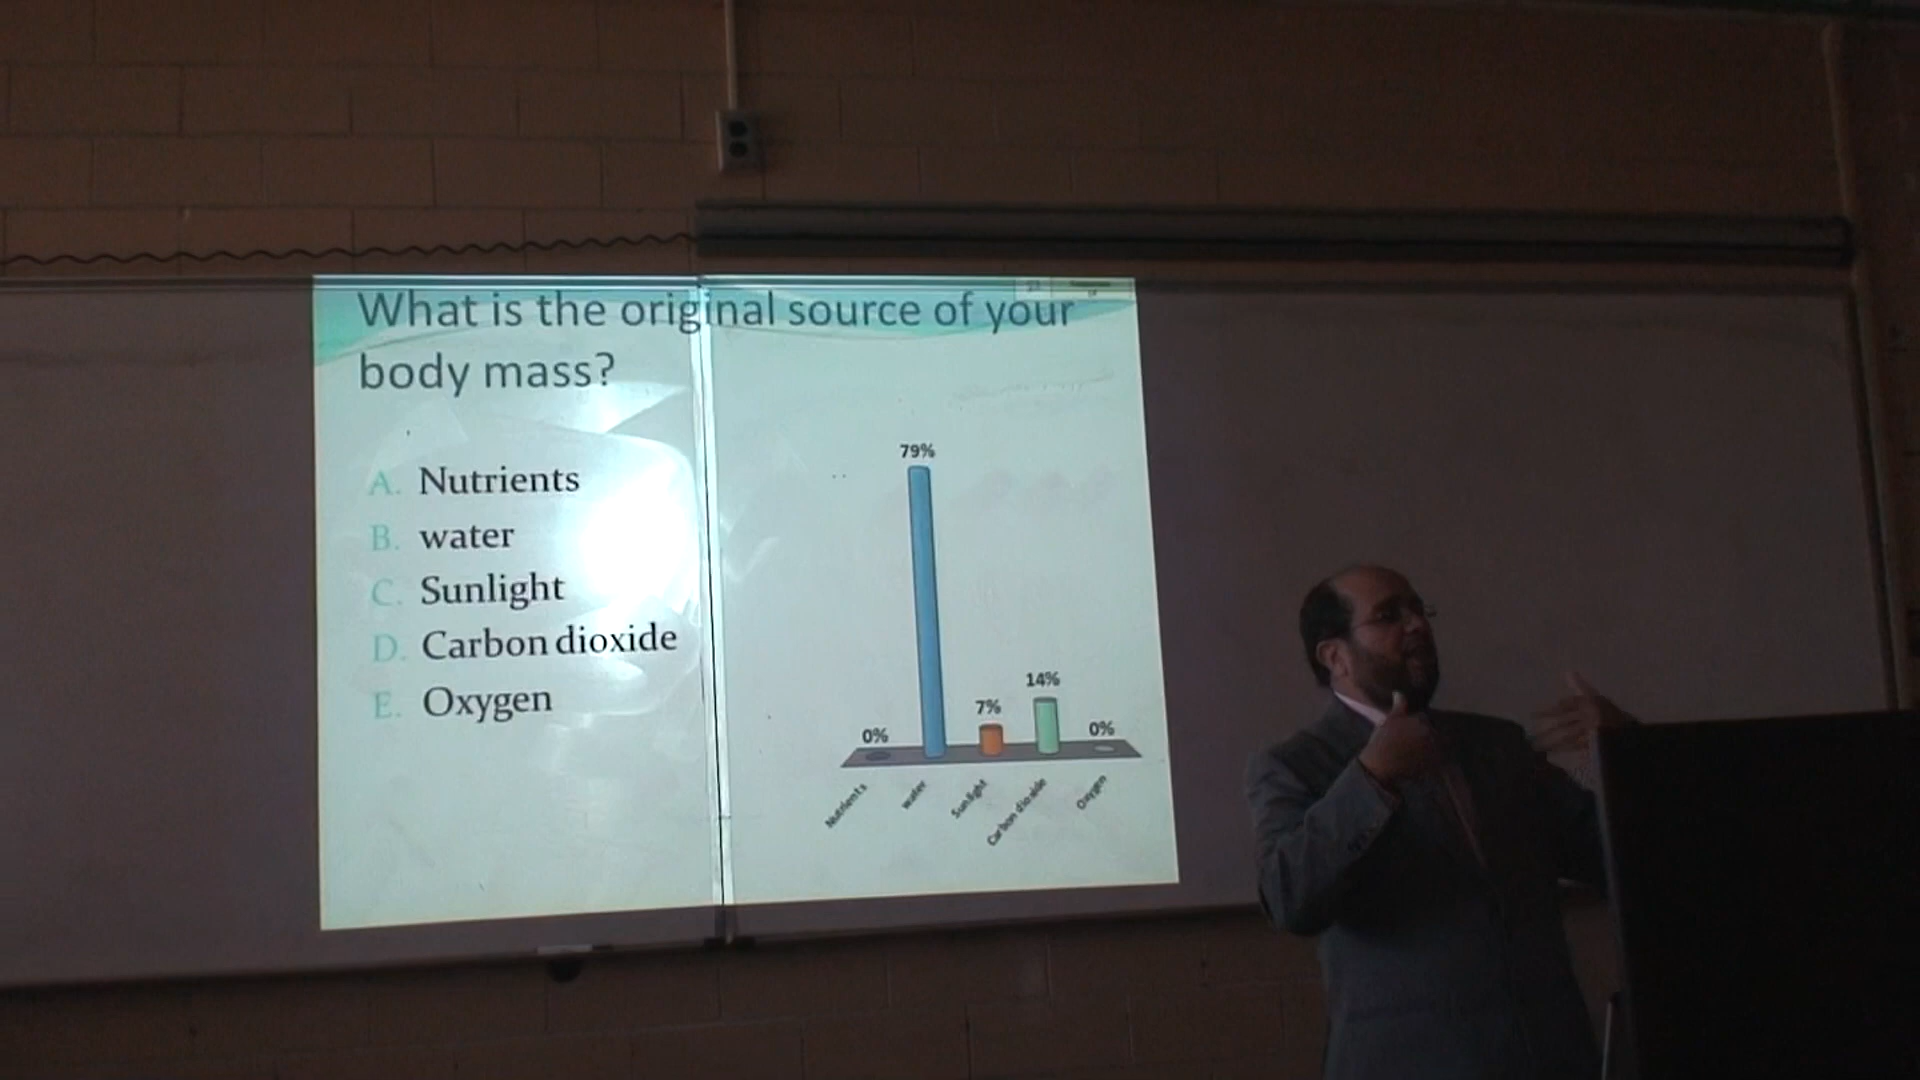 What is the original source of your
body mass?
A. Nutrients
B. water
C. Sunlight
D. Carbon dioxide
E. Oxygen
0%
79%
7%
14%
0%
Nutrients
water
Sunlight
Carbon dioxide
Oxygen